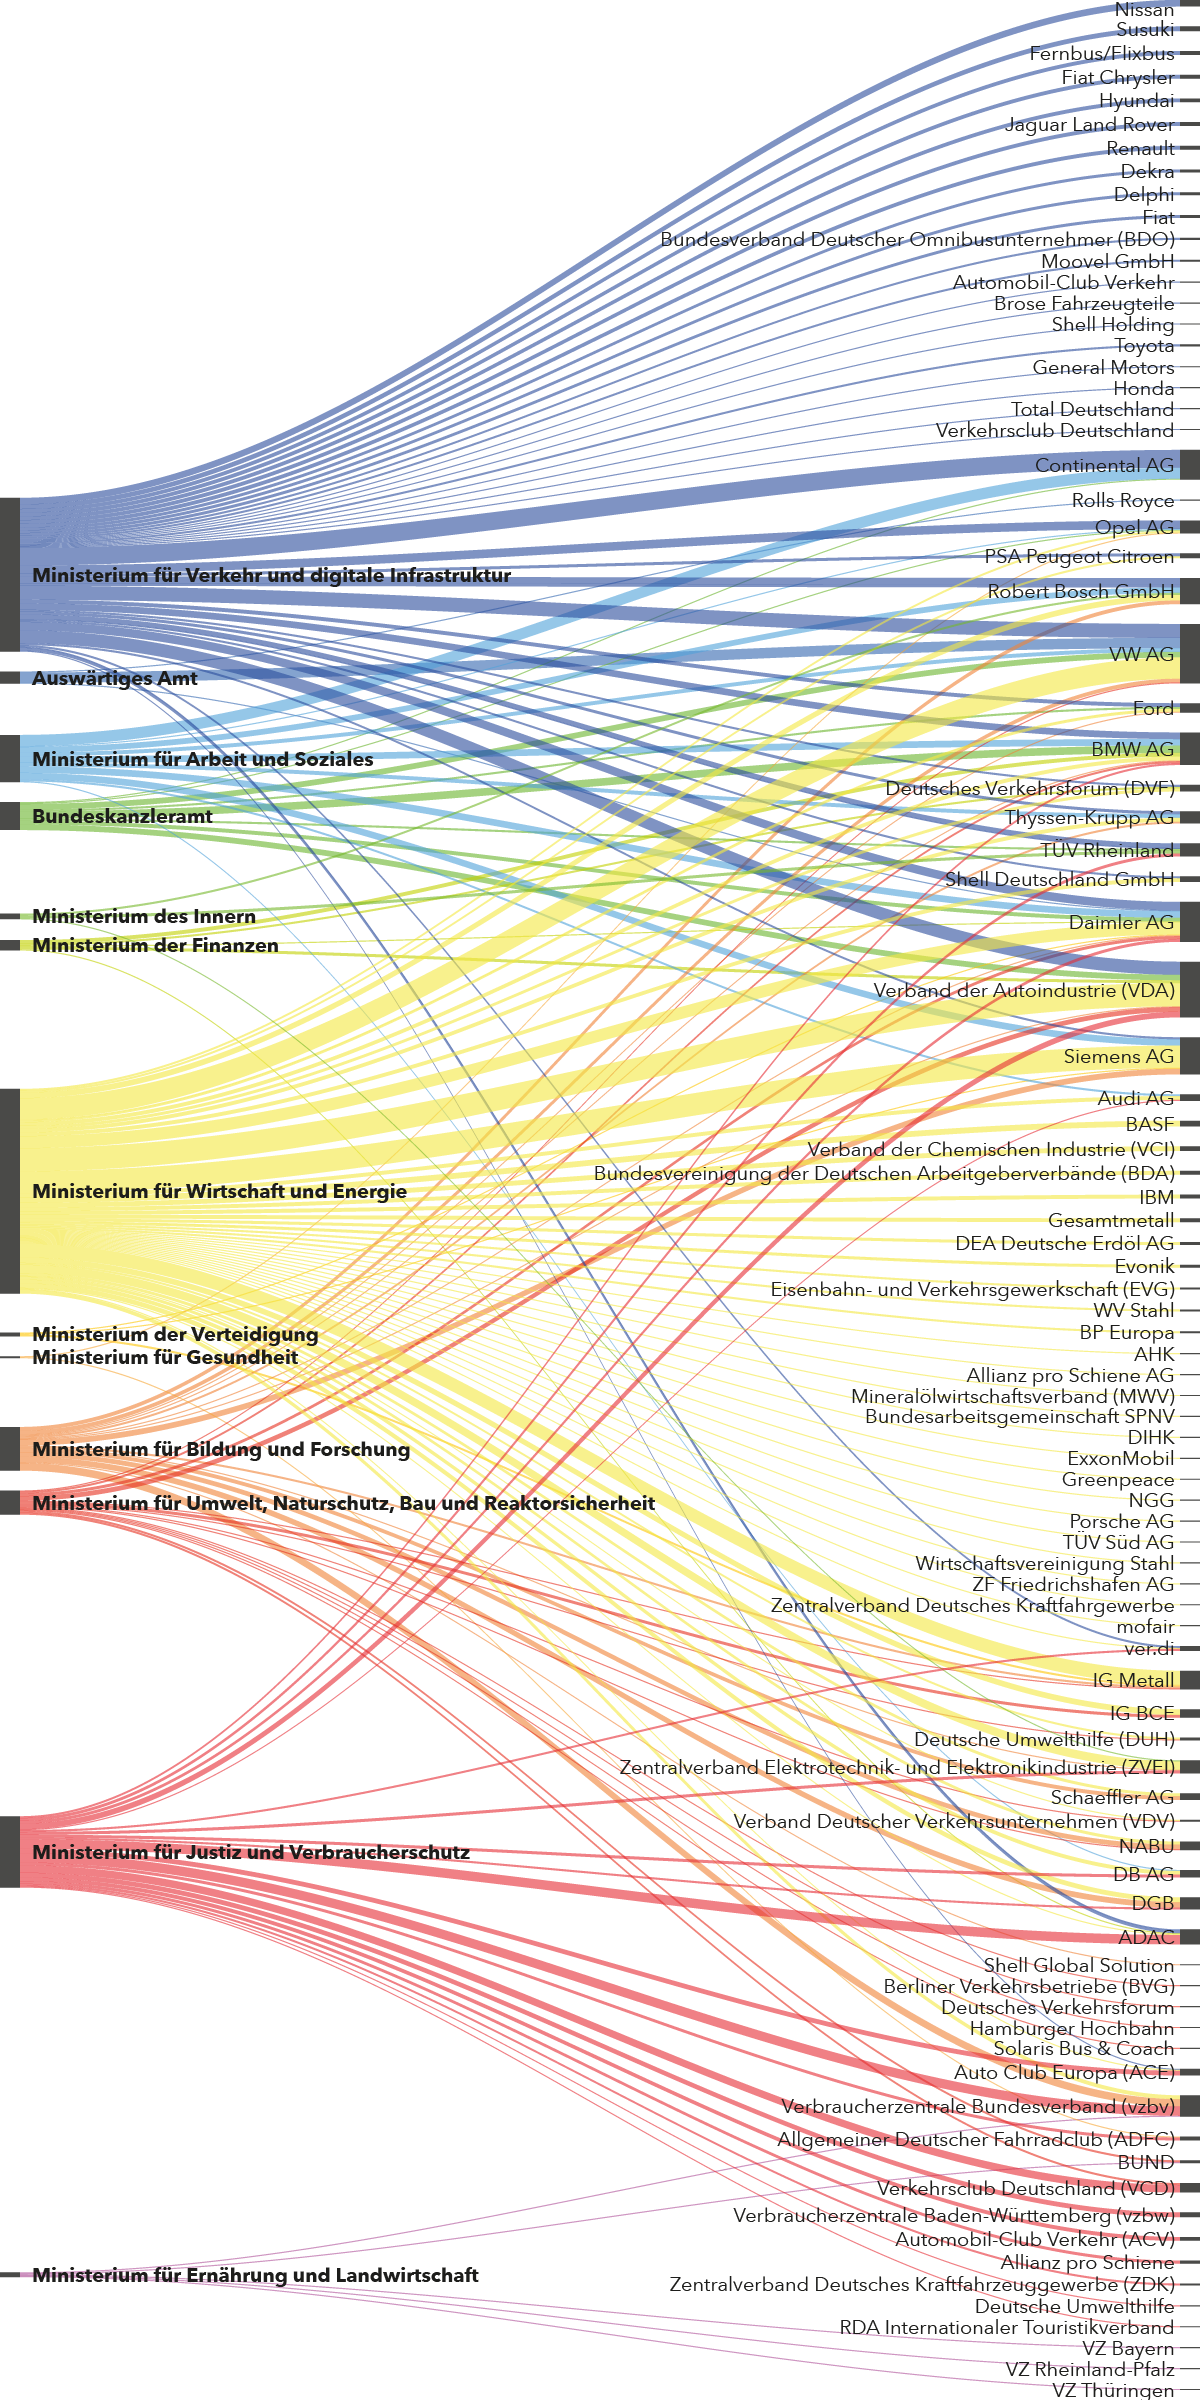 Nissan
Susuki
Fernbus/Flixbus
Fiat Chrysler
Hyundai
Jaguar Land Rover
Renault
Dekra
Delphi
Fiat
Bundesverband Deutscher Omnibusunternehmer (BDO)
Moovel GmbH
Automobil-Club Verkehr
Brose Fahrzeugteile
Shell Holding
Toyota
General Motors
Honda
Total Deutschland
Verkehrsclub Deutschland
Continental AG
Rolls Royce
Opel AG
PSA Peugeot Citroen
Robert Bosch GmbH
VW AG
Ford
BMW AG
Deutsches Verkehrsforum (DVF)
Thyssen-Krupp AG
TÜV Rheinland
Shell Deutschland GmbH
Daimler AG
Verband der Autoindustrie (VDA)
Siemens AG
Audi AG
BASF
Verband der Chemischen Industrie (VCI)
Bundesvereinigung der Deutschen Arbeitgeberverbände (BDA)
IBM
Gesamtmetall
DEA Deutsche Erdöl AG
Evonik
Eisenbahn- und Verkehrsgewerkschaft (EVG)
WV Stahl
BP Europa
AHK
Allianz pro Schiene AG
Mineralölwirtschaftsverband (MWV)
Bundesarbeitsgemeinschaft SPNV
DIHK
ExxonMobil
Greenpeace
NGG
Porsche AG
TÜV Süd AG
Wirtschaftsvereinigung Stahl
ZF Friedrichshafen AG
Zentralverband Deutsches Kraftfahrgewerbe
mofair
ver.di
IG Metall
IG BCE
Deutsche Umwelthilfe (DUH)
Zentralverband Elektrotechnik- und Elektronikindustrie (ZVEI)
Schaeffler AG
Verband Deutscher Verkehrsunternehmen (VDV)
NABU
DB AG
DGB
ADAC
Shell Global Solution
Berliner Verkehrsbetriebe (BVG)
Deutsches Verkehrsforum
Hamburger Hochbahn
Solaris Bus & Coach
Auto Club Europa (ACE)
Verbraucherzentrale Bundesverband (vzbv)
Allgemeiner Deutscher Fahrradclub (ADFC)
BUND
Verkehrsclub Deutschland (VCD)
Verbraucherzentrale Baden-Württemberg (vzbw)
Automobil-Club Verkehr (ACV)
Allianz pro Schiene
Zentralverband Deutsches Kraftfahrzeuggewerbe (ZDK)
Deutsche Umwelthilfe
RDA Internationaler Touristikverband
VZ Bayern
VZ Rheinland-Pfalz
VZ Thüringen
Ministerium für Verkehr und digitale Infrastruktur
Auswärtiges Amt
Ministerium für Arbeit und Soziales
Bundeskanzleramt
Ministerium des Innern
Ministerium der Finanzen
Ministerium für Wirtschaft und Energie
Ministerium der Verteidigung
Ministerium für Gesundheit
Ministerium für Bildung und Forschung
Ministerium für Umwelt, Naturschutz, Bau und Reaktorsicherheit
Ministerium für Justiz und Verbraucherschutz
Ministerium für Ernährung und Landwirtschaft